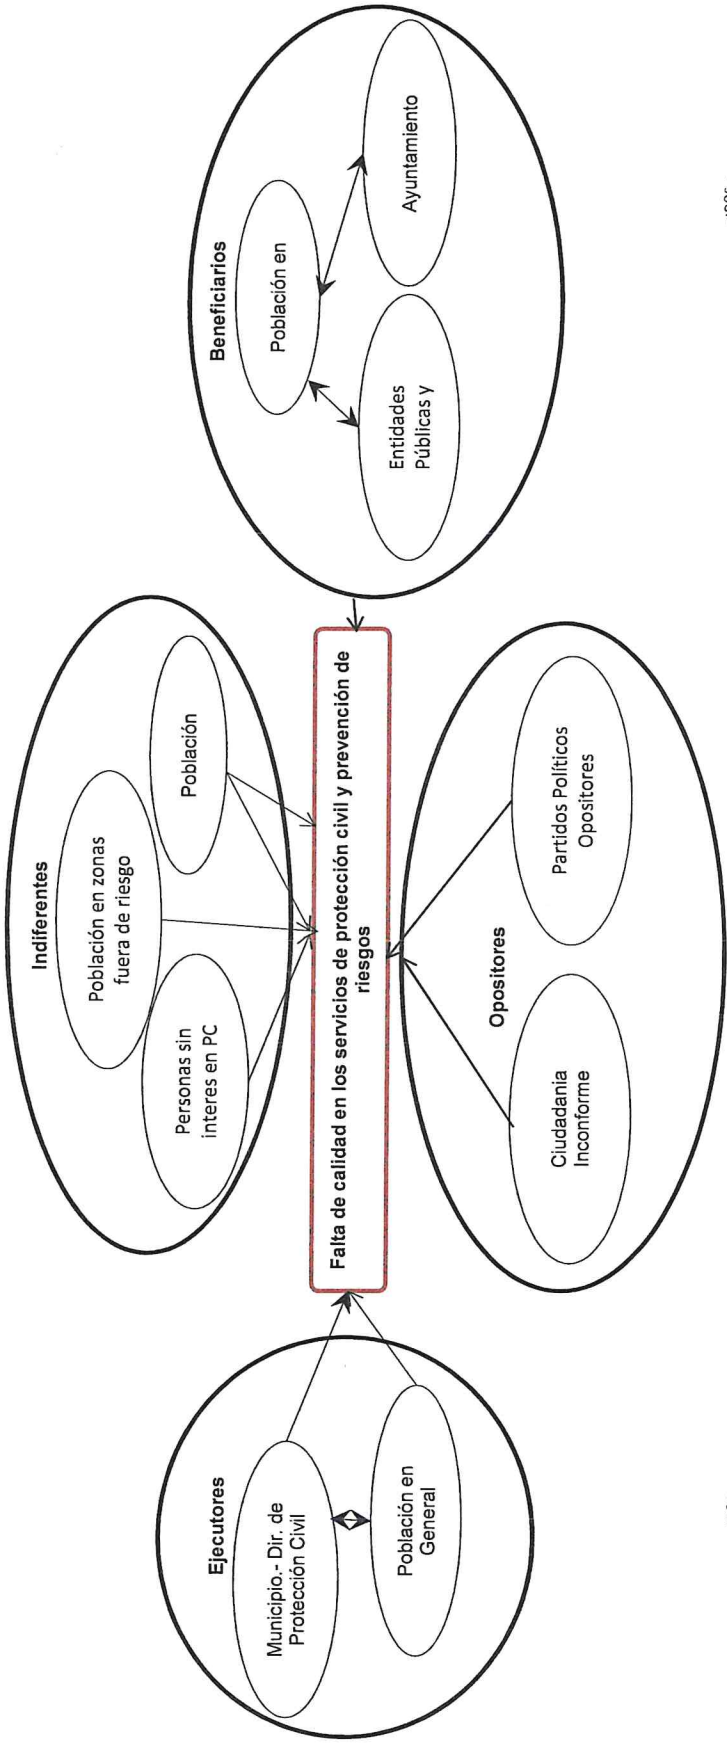 Indiferentes
Población en zonas
fuera de riesgo
Personas sin
interes en PC
Población
Ejecutores
Municipio.- Dir. de
Protección Civil
Población en
General
Falta de calidad en los servicios de protección civil y prevención de
riesgos
Beneficiarios
Población en
Entidades
Públicas y
Ayuntamiento
Opositores
Ciudadania
Inconforme
Partidos Políticos
Opositores